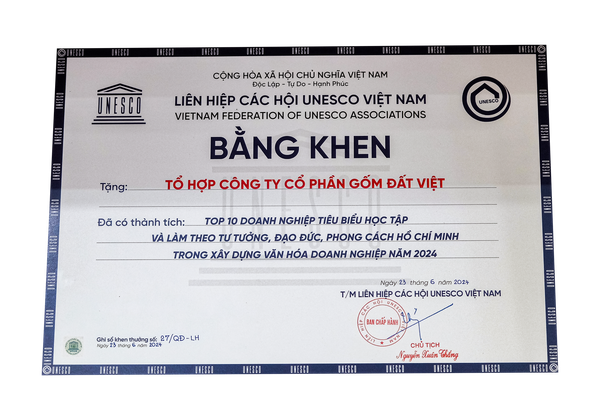 CỘNG HÒA XÃ HỘI CHỦ NGHĨA VIỆT NAM
Độc Lập - Tự Do - Hạnh Phúc
UNESCO
LIÊN HIỆP CÁC HỘI UNESCO VIỆT NAM
VIETNAM FEDERATION OF UNESCO ASSOCIATIONS
UNESCO
BẰNG KHEN
Tặng: TỔ HỢP CÔNG TY CỔ PHẦN GỐM ĐẤT VIỆT
Đã có thành tích: TOP 10 DOANH NGHIỆP TIÊU BIỂU HỌC TẬP
VÀ LÀM THEO TƯ TƯỞNG, ĐẠO ĐỨC, PHONG CÁCH HỒ CHÍ MINH
TRONG XÂY DỰNG VĂN HÓA DOANH NGHIỆP NĂM 2024
Ngày 23 tháng 6 năm 2024
T/M LIÊN HIỆP CÁC HỘI UNESCO VIỆT NAM
BAN CHẤP HÀNH
CHỦ TỊCH
Nguyễn Xuân Thắng
Ghi sổ khen thưởng số: 27/QĐ-LH
Ngày 23 tháng 6 năm 2024